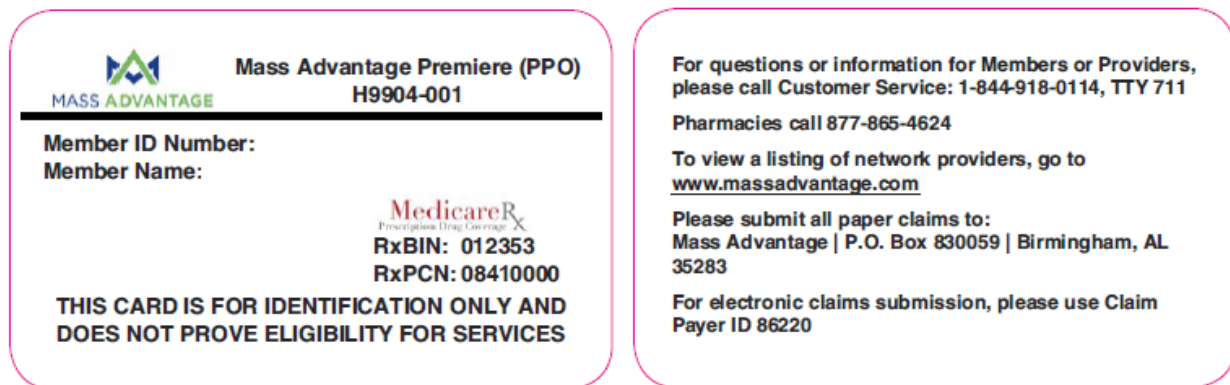 MASS ADVANTAGE
Mass Advantage Premiere (PPO)
H9904-001
Member ID Number:
Member Name:
MedicareRx
Prescription Drug Coverage
RxBIN: 012353
RxPCN: 08410000
THIS CARD IS FOR IDENTIFICATION ONLY AND
DOES NOT PROVE ELIGIBILITY FOR SERVICES
For questions or information for Members or Providers,
please call Customer Service: 1-844-918-0114, TTY 711
Pharmacies call 877-865-4624
To view a listing of network providers, go to
www.massadvantage.com
Please submit all paper claims to:
Mass Advantage | P.O. Box 830059 | Birmingham, AL
35283
For electronic claims submission, please use Claim
Payer ID 86220